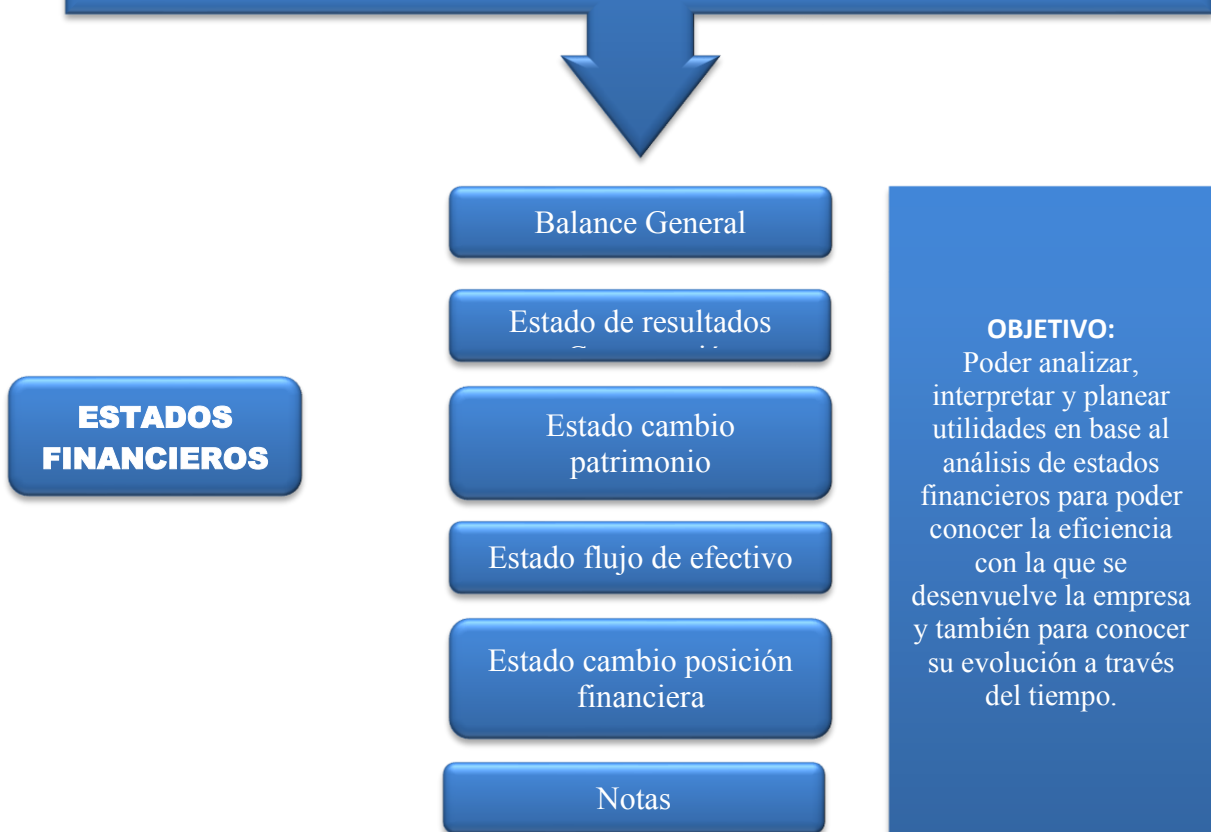 Balance General
Estado de resultados
ESTADOS
FINANCIEROS
Estado cambio
patrimonio
Estado flujo de efectivo
Estado cambio posición
financiera
Notas
OBJETIVO:
Poder analizar,
interpretar y planear
utilidades en base al
análisis de estados
financieros para poder
conocer la eficiencia
con la que se
desenvuelve la empresa
y también para conocer
su evolución a través
del tiempo.